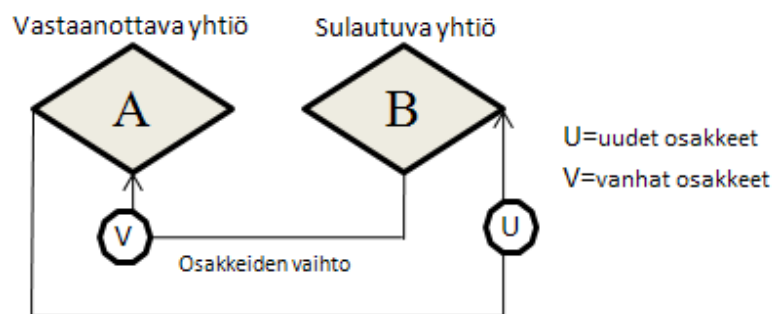 Vastaanottava yhtiö
Sulautuva yhtiö
A
B
U=uudet osakkeet
V=vanhat osakkeet
V
U
Osakkeiden vaihto